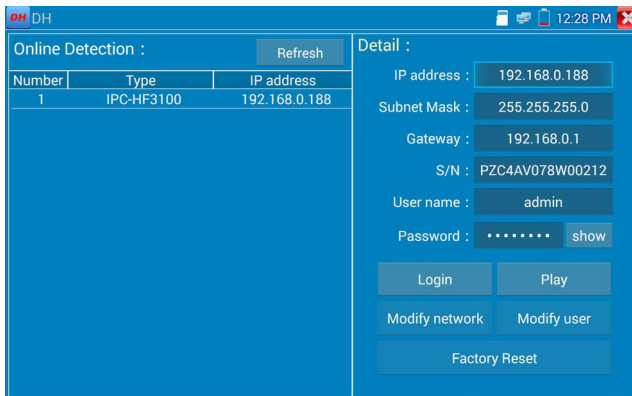 DH DH 12:28 PM
Online Detection :
Refresh
Number Type IP address
1 IPC-HF3100 192.168.0.188
Detail :
IP address : 192.168.0.188
Subnet Mask : 255.255.255.0
Gateway : 192.168.0.1
S/N : PZC4AV078W00212
User name : admin
Password : •••••••• show
Login Play
Modify network Modify user
Factory Reset